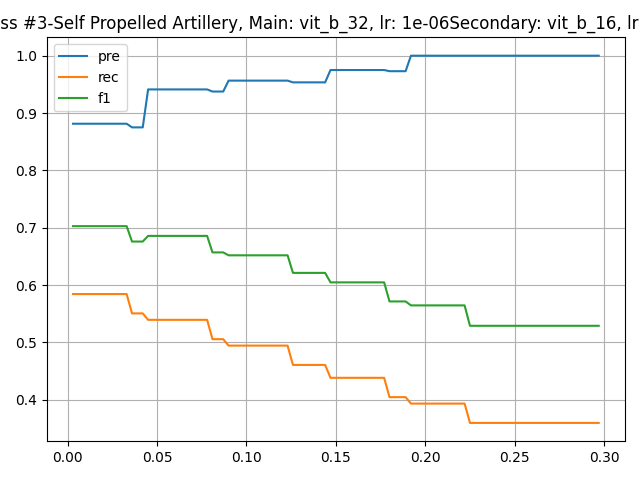 ss #3-Self Propelled Artillery, Main: vit_b_32, lr: 1e-06Secondary: vit_b_16, lr
1.0
0.9
0.8
0.7
0.6
0.5
0.4
pre
rec
f1
0.00 0.05 0.10 0.15 0.20 0.25 0.30